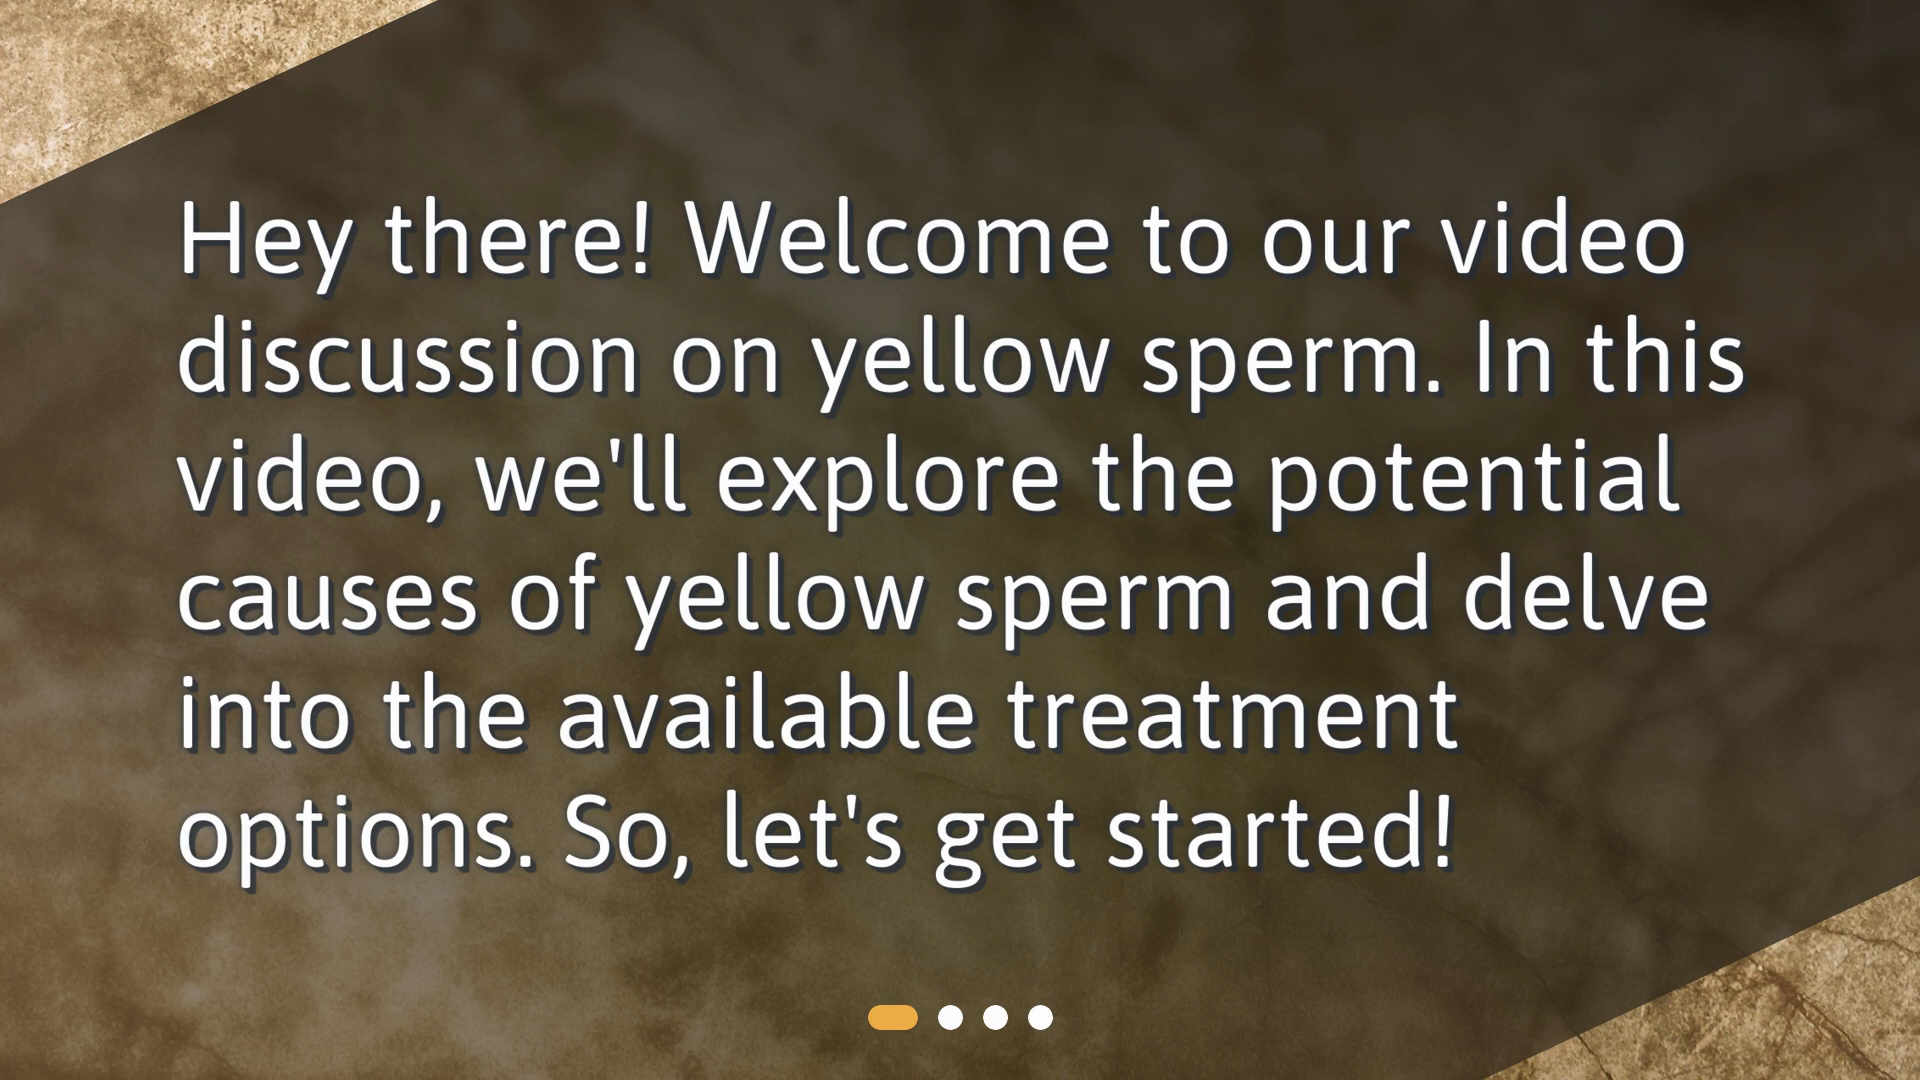 Hey there! Welcome to our video
discussion on yellow sperm. In this
video, we'll explore the potential
causes of yellow sperm and delve
into the available treatment
options. So, let's get started!